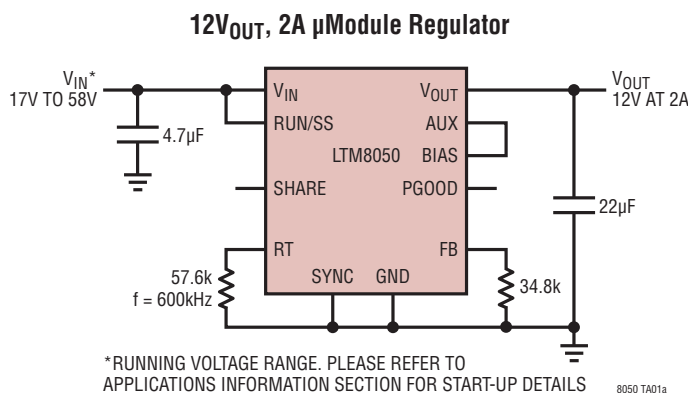 12VOUT, 2A µModule Regulator
VIN*
17V TO 58V
4.7µF
VIN
RUN/SS
SHARE
RT
LTM8050
VOUT
AUX
BIAS
PGOOD
FB
SYNC GND
VOUT
12V AT 2A
22µF
57.6k
f = 600kHz
34.8k
*RUNNING VOLTAGE RANGE. PLEASE REFER TO
APPLICATIONS INFORMATION SECTION FOR START-UP DETAILS
8050 TA01a